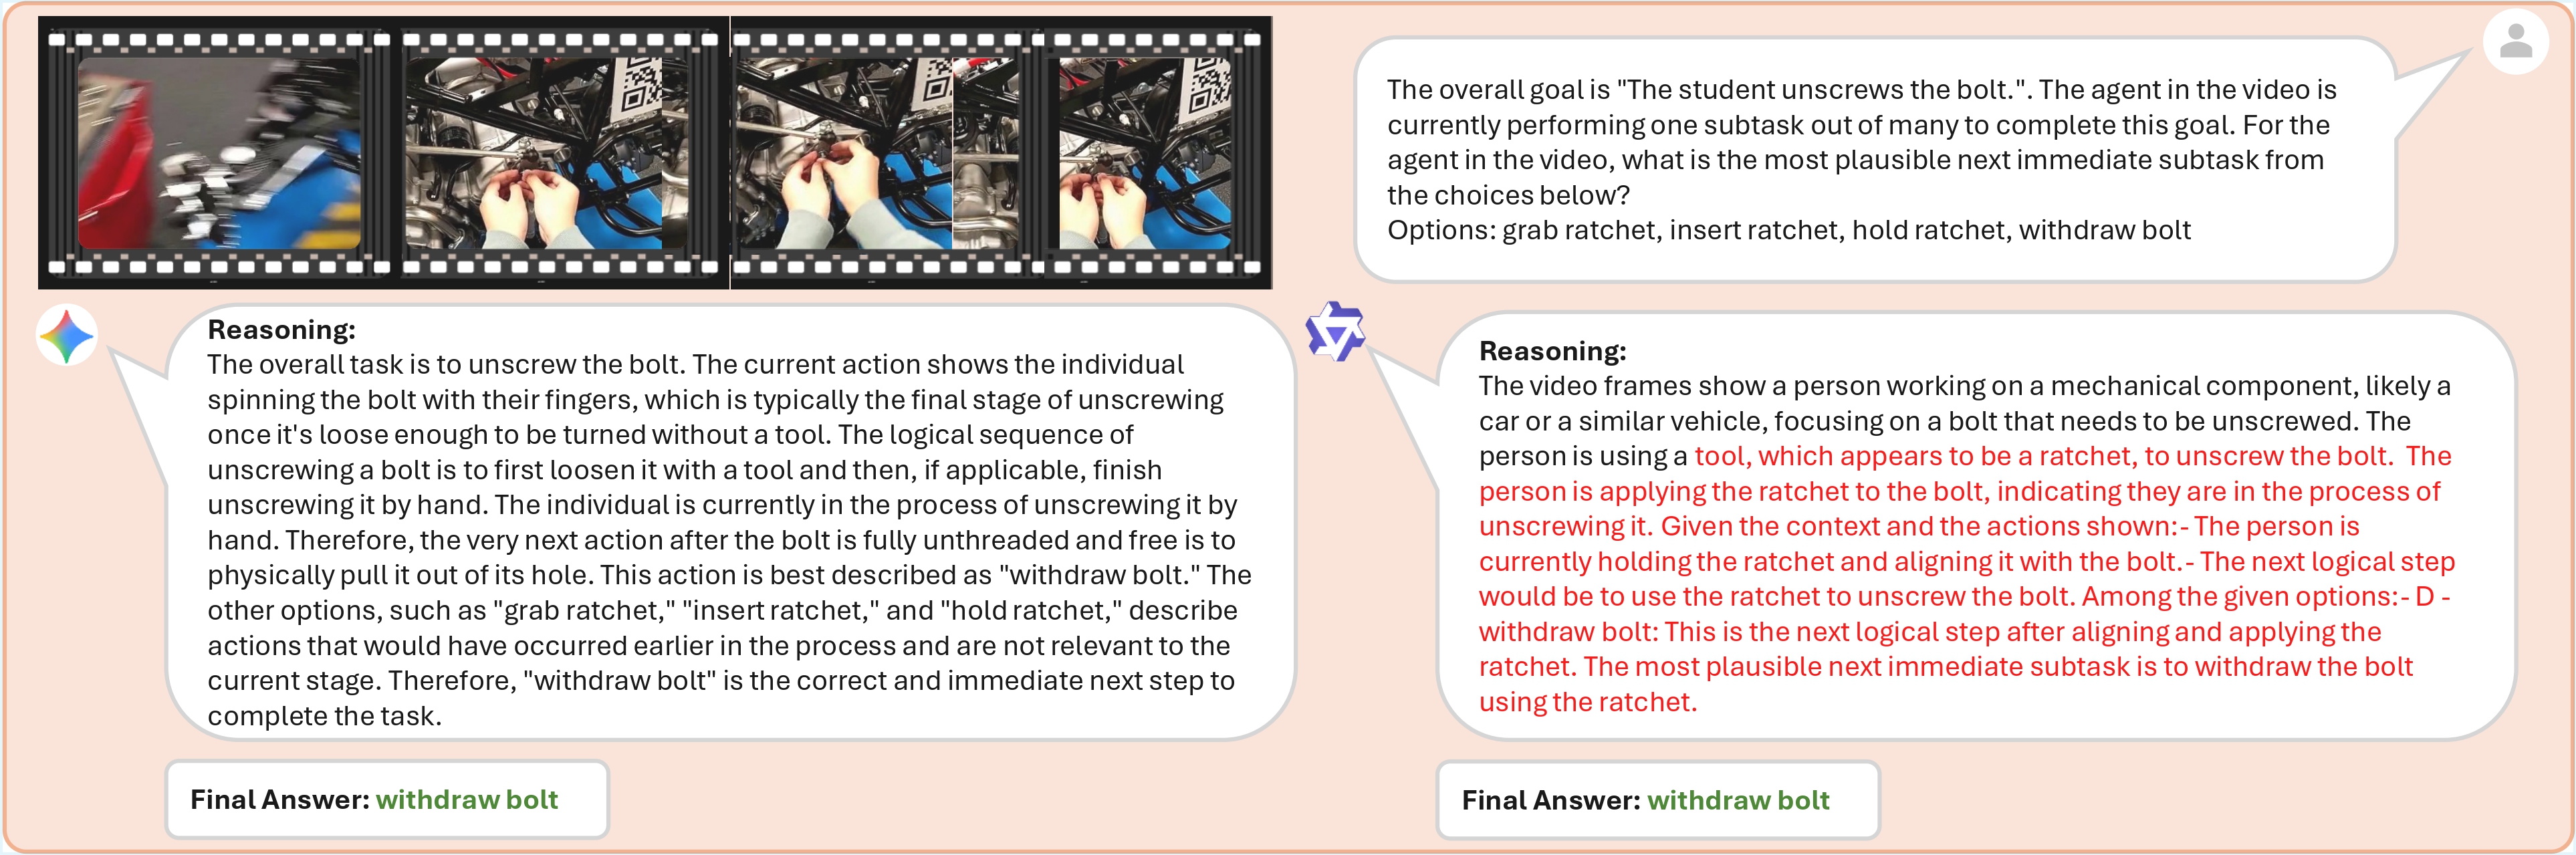 The overall goal is "The student unscrews the bolt.". The agent in the video is
currently performing one subtask out of many to complete this goal. For the
agent in the video, what is the most plausible next immediate subtask from
the choices below?
Options: grab ratchet, insert ratchet, hold ratchet, withdraw bolt
Reasoning:
The overall task is to unscrew the bolt. The current action shows the individual
spinning the bolt with their fingers, which is typically the final stage of unscrewing
once it's loose enough to be turned without a tool. The logical sequence of
unscrewing a bolt is to first loosen it with a tool and then, if applicable, finish
unscrewing it by hand. The individual is currently in the process of unscrewing it by
hand. Therefore, the very next action after the bolt is fully unthreaded and free is to
physically pull it out of its hole. This action is best described as "withdraw bolt." The
other options, such as "grab ratchet," "insert ratchet," and "hold ratchet," describe
actions that would have occurred earlier in the process and are not relevant to the
current stage. Therefore, "withdraw bolt" is the correct and immediate next step to
complete the task.
Final Answer: withdraw bolt
Reasoning:
The video frames show a person working on a mechanical component, likely a
car or a similar vehicle, focusing on a bolt that needs to be unscrewed. The
person is using a tool, which appears to be a ratchet, to unscrew the bolt.  The
person is applying the ratchet to the bolt, indicating they are in the process of
unscrewing it. Given the context and the actions shown:- The person is
currently holding the ratchet and aligning it with the bolt.- The next logical step
would be to use the ratchet to unscrew the bolt. Among the given options:- D -
withdraw bolt: This is the next logical step after aligning and applying the
ratchet. The most plausible next immediate subtask is to withdraw the bolt
using the ratchet.
Final Answer: withdraw bolt